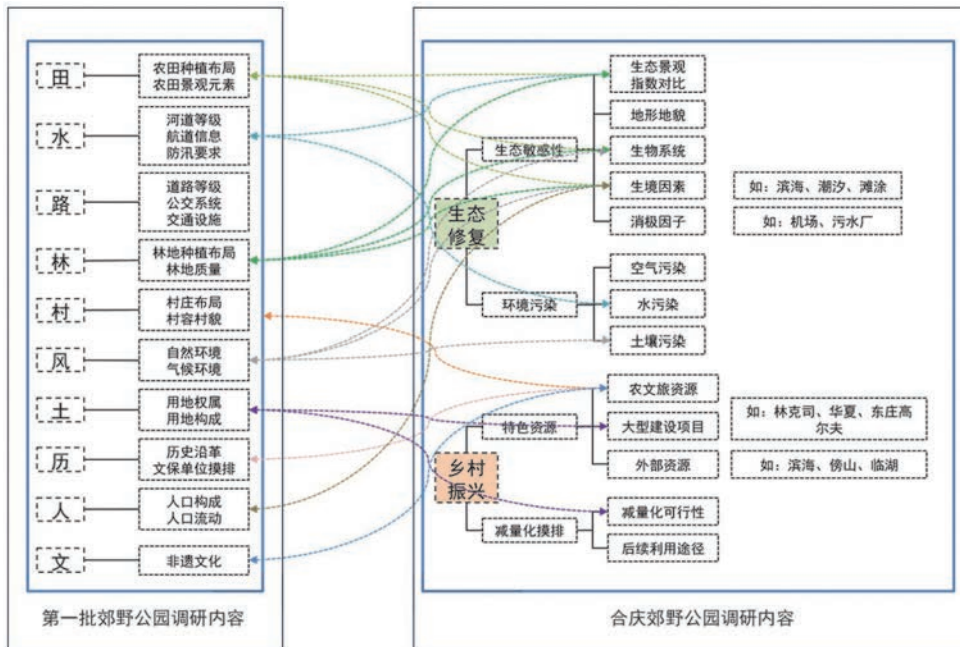 田
农田种植布局
农田景观元素
水
河道等级
航道信息
防汛要求
路
道路等级
公交系统
交通设施
林
林地种植布局
林地质量
村
村庄布局
村容村貌
风
自然环境
气候环境
土
用地权属
用地构成
历
历史沿革
文保单位摸排
人
人口构成
人口流动
文
非遗文化
第一批郊野公园调研内容
生态
修复
生态敏感性
生态景观
指数对比
地形地貌
生物系统
生境因素
如：滨海、潮汐、滩涂
消极因子
如：机场、污水厂
环境污染
空气污染
水污染
土壤污染
乡村
振兴
特色资源
农文旅资源
大型建设项目
如：林克司、华夏、东庄高
尔夫
外部资源
如：滨海、傍山、临湖
减量化摸排
减量化可行性
后续利用途径
合庆郊野公园调研内容